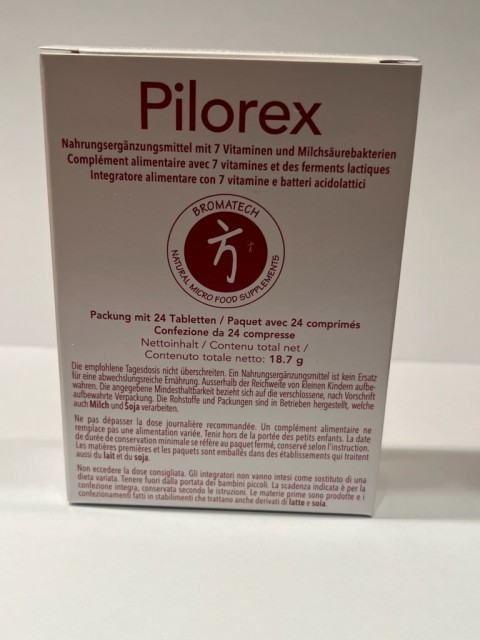 Pilorex
Nahrungsergänzungsmittel mit 7 Vitaminen und Milchsäurebakterien
Complément alimentaire avec 7 vitamines et des ferments lactiques
Integratore alimentare con 7 vitamine e batteri acidolattici
BROMATECH
NATURAL MICRO FOOD SUPPLEMENTS
Packung mit 24 Tabletten / Paquet avec 24 comprimés
Confezione da 24 compresse
Nettoinhalt / Contenu total net /
Contenuto totale netto: 18.7 g
Die empfohlene Tagesdosis nicht überschreiten. Ein Nahrungsergänzungsmittel ist kein Ersatz
für eine abwechslungsreiche Ernährung. Ausserhalb der Reichweite von kleinen Kindern aufbe-
wahren. Die angegebene Mindesthaltbarkeit bezieht sich auf die verschlossene, nach Vorschrift
aufbewahrte Verpackung. Die Rohstoffe und Packungen sind in Betrieben hergestellt, welche
auch Milch und Soja verarbeiten.
Ne pas dépasser la dose journalière recommandée. Un complément alimentaire ne
remplace pas une alimentation variée. Tenir hors de la portée des petits enfants. La date
de durée de conservation minimale se réfère au paquet fermé, conservé selon l'instruction.
Les matières premières et les paquets sont emballés dans des établissements qui traitent
aussi du lait et du soja.
Non eccedere la dose consigliata. Gli integratori non vanno intesi come sostituto di una
dieta variata. Tenere fuori dalla portata dei bambini piccoli. La scadenza indicata è per la
confezione integra, conservata secondo le istruzioni. Le materie prime sono prodotte e i
confezionamenti fatti in stabilimenti che trattano anche derivati di latte e soia.